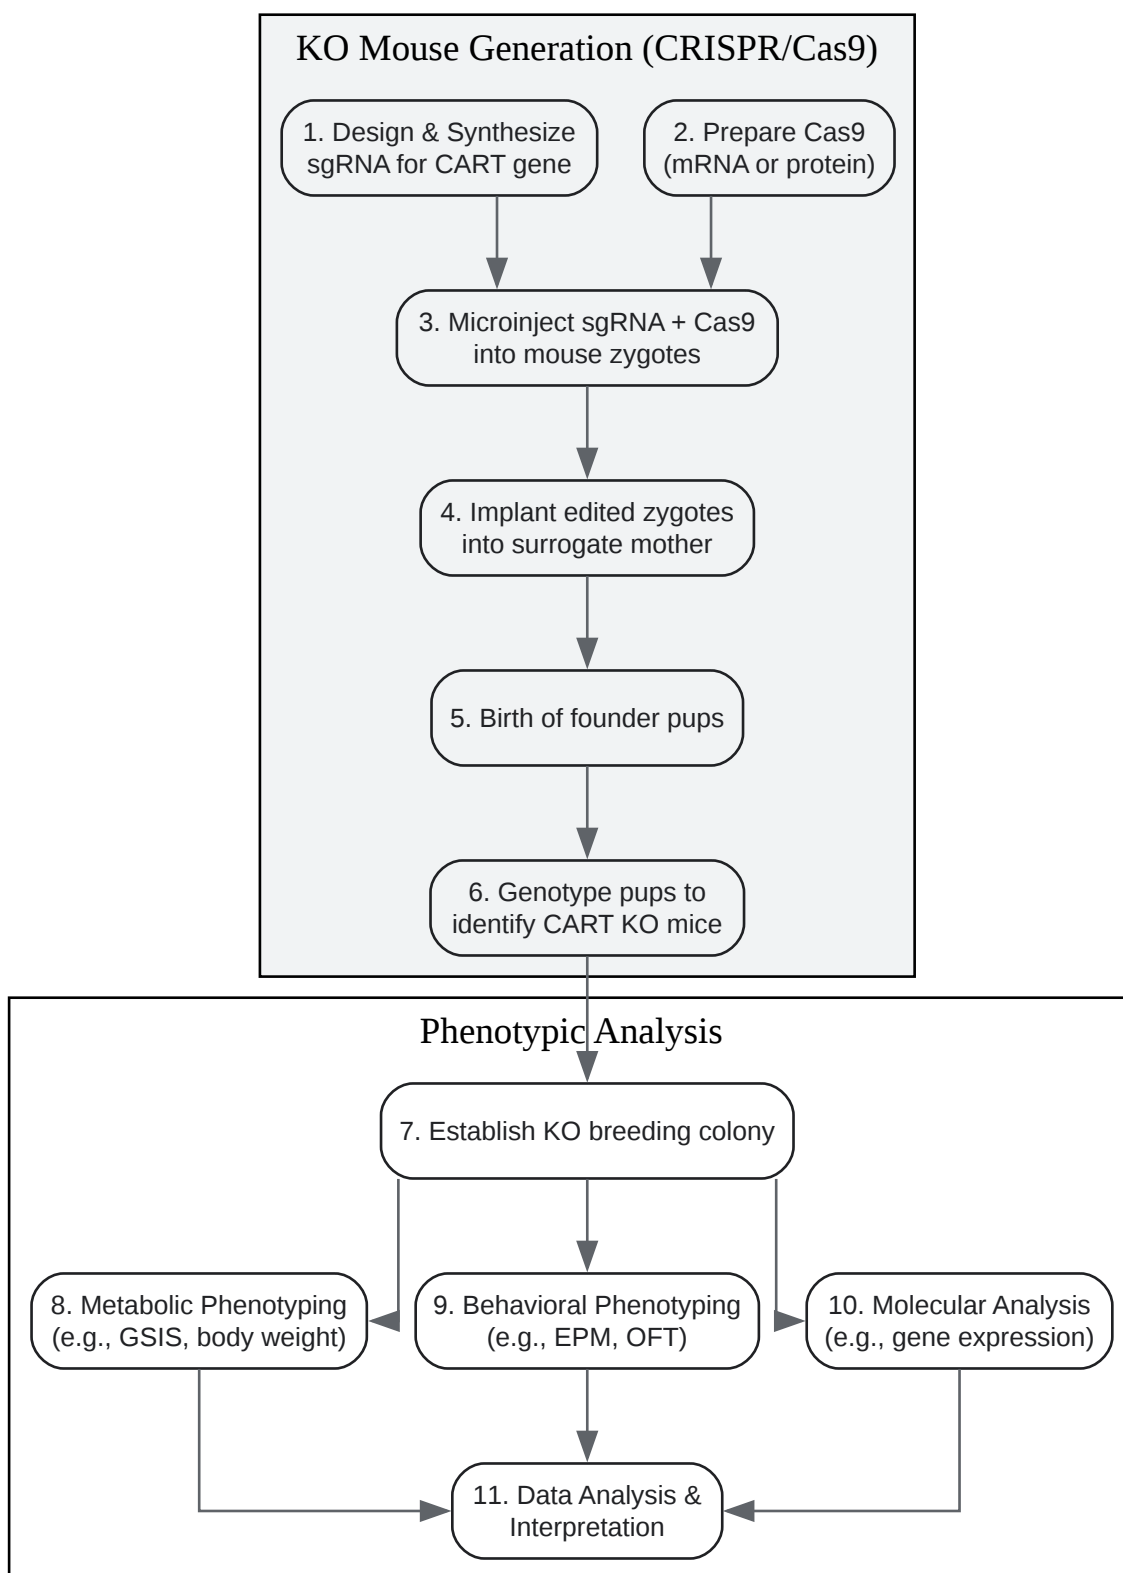 KO Mouse Generation (CRISPR/Cas9)
1. Design & Synthesize
sgRNA for CART gene
2. Prepare Cas9
(mRNA or protein)
3. Microinject sgRNA + Cas9
into mouse zygotes
4. Implant edited zygotes
into surrogate mother
5. Birth of founder pups
6. Genotype pups to
identify CART KO mice
Phenotypic Analysis
7. Establish KO breeding colony
8. Metabolic Phenotyping
(e.g., GSIS, body weight)
9. Behavioral Phenotyping
(e.g., EPM, OFT)
10. Molecular Analysis
(e.g., gene expression)
11. Data Analysis &
Interpretation